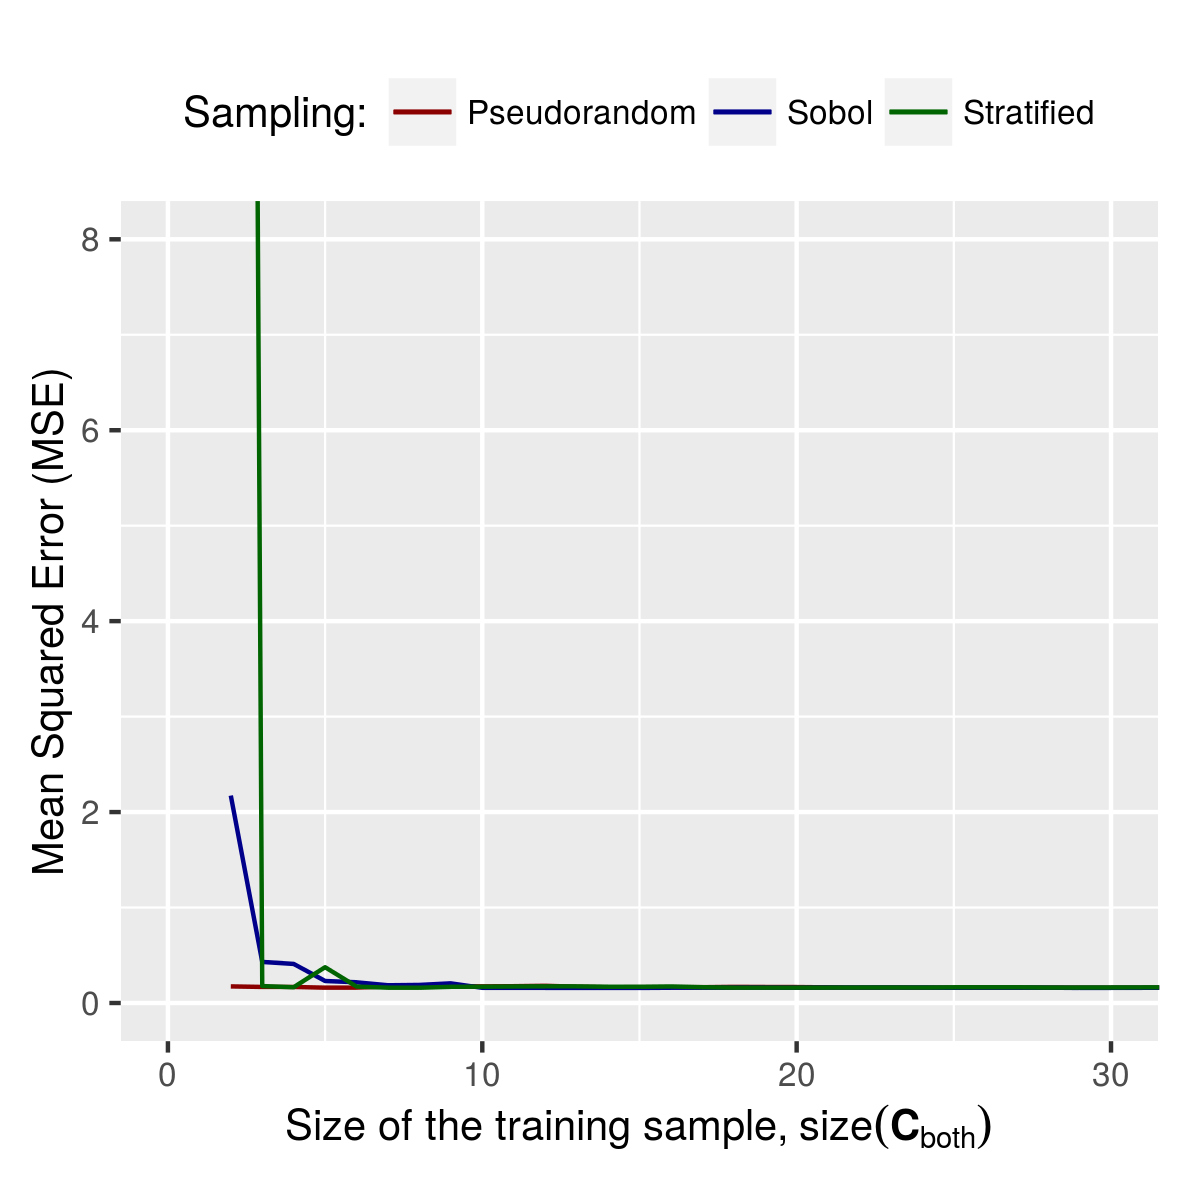 Sampling: Pseudorandom Sobol Stratified
8
6
4
2
0
Mean Squared Error (MSE)
0 10 20 30
Size of the training sample, size(C_both)